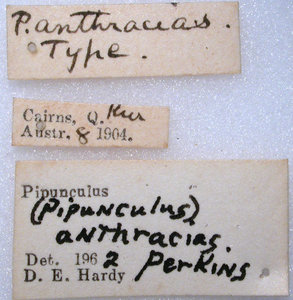 P. anthracias.
Type.
Cairns, Q. Kur
Austr. 8 1904.
Pipunculus
(Pipunculus)
anthracias.
Det. 1962 Perkins
D. E. Hardy